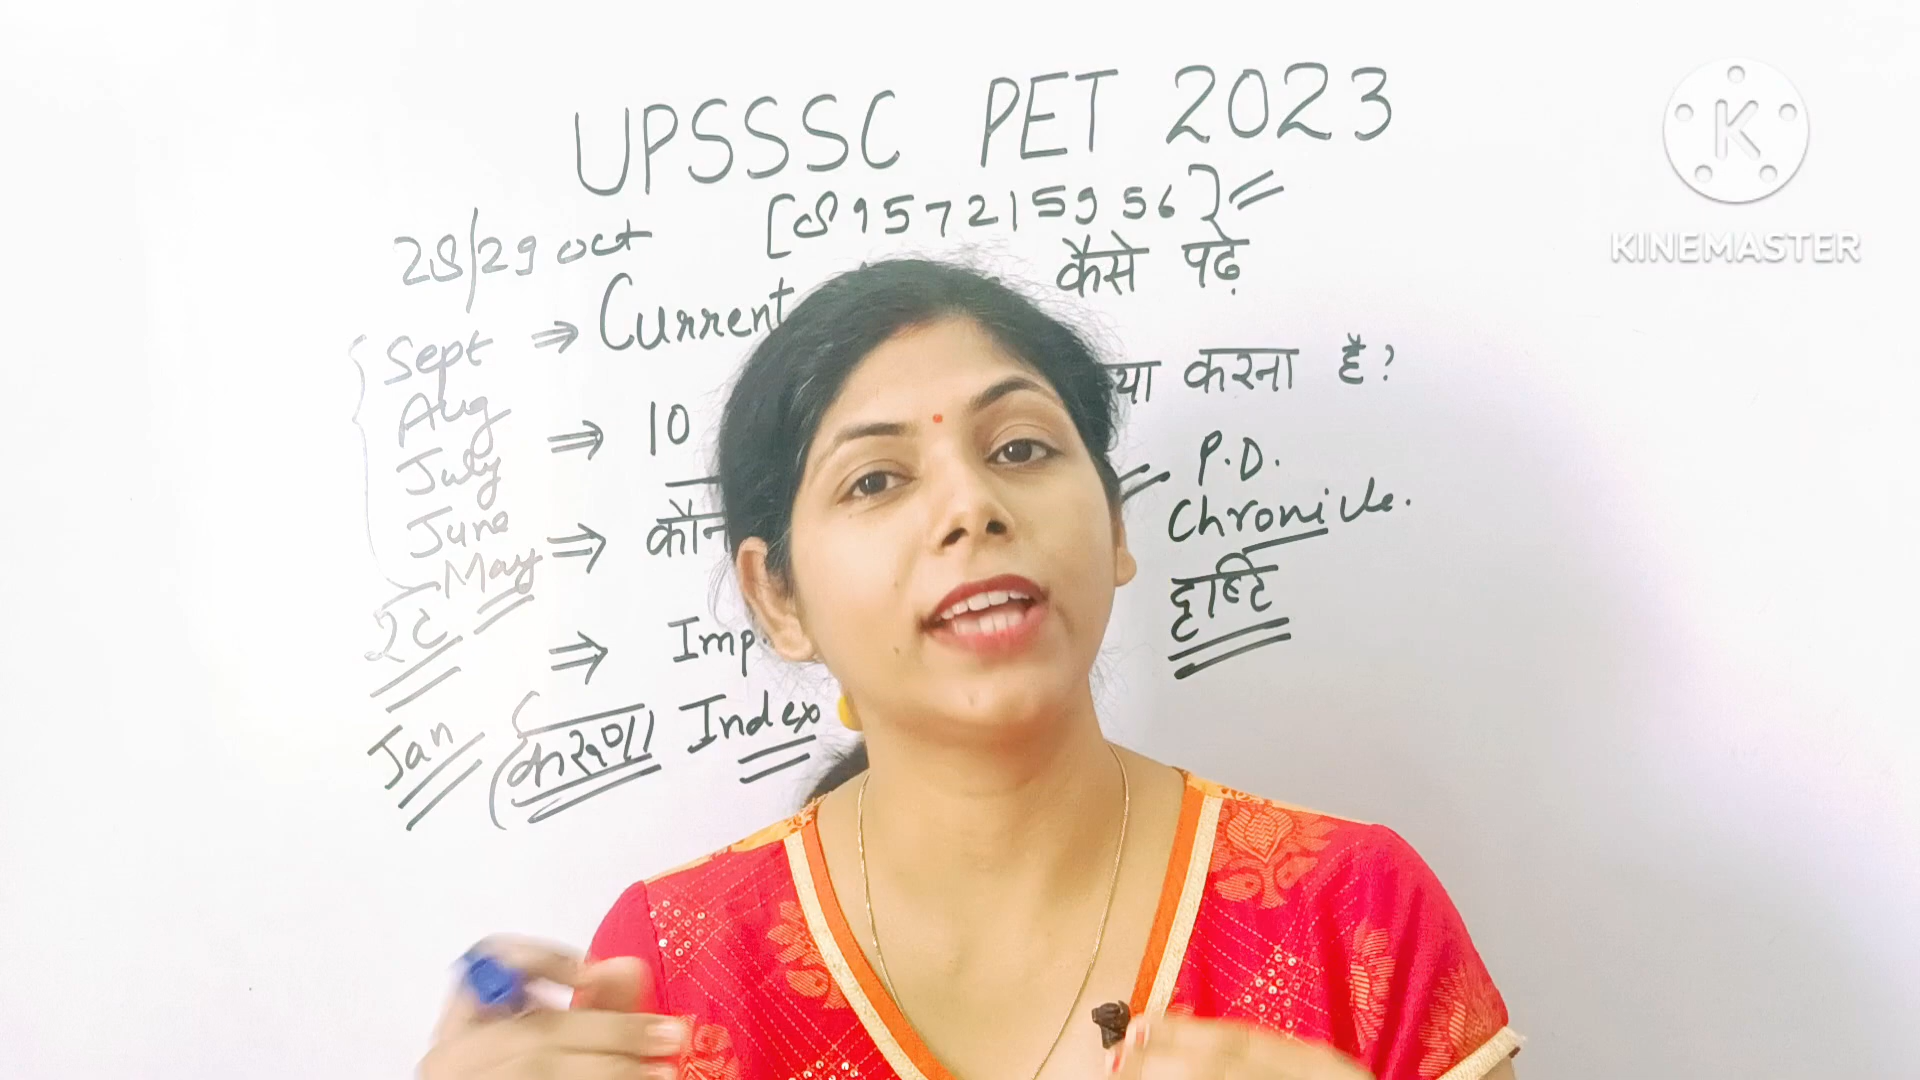 UPSSSC PET 2023
[8957215956]
28/29 oct
Current कैसे पढ़े
Sept
Aug या करना है?
10
July P.D.
June Chronicle.
May कौन
दृष्टि
Imp.
Jan Index
K
KINEMASTER